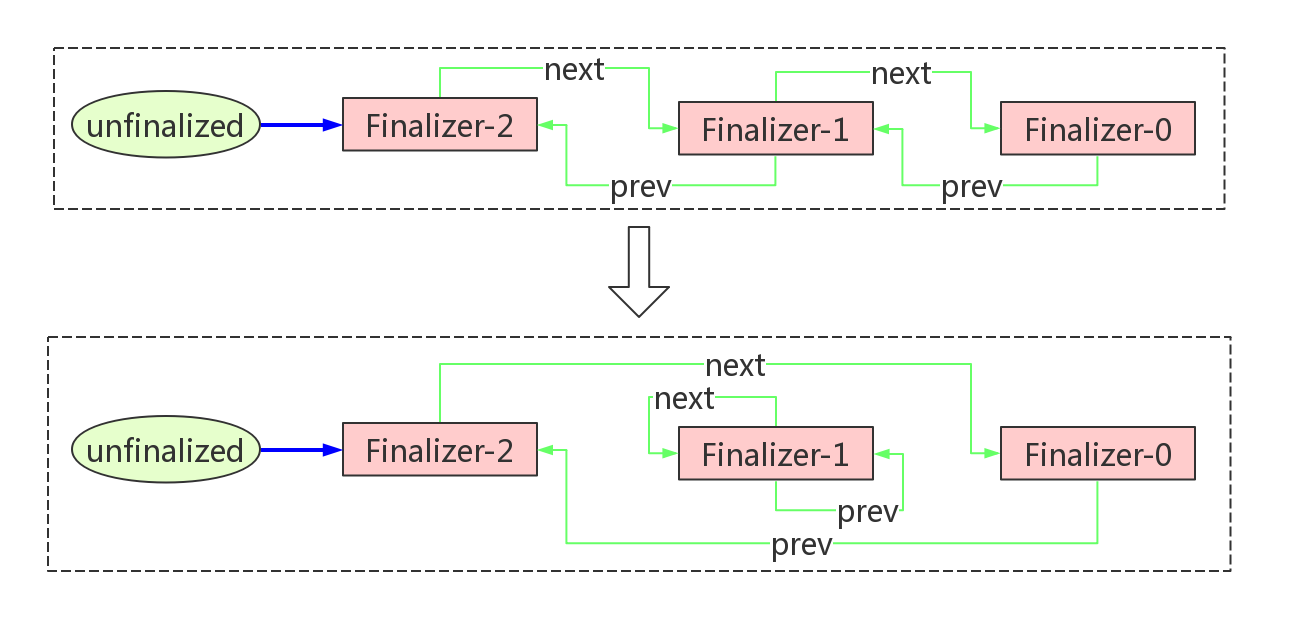 next
next
unfinalized
Finalizer-2
Finalizer-1
Finalizer-0
prev
prev
next
next
unfinalized
Finalizer-2
Finalizer-1
Finalizer-0
prev
prev